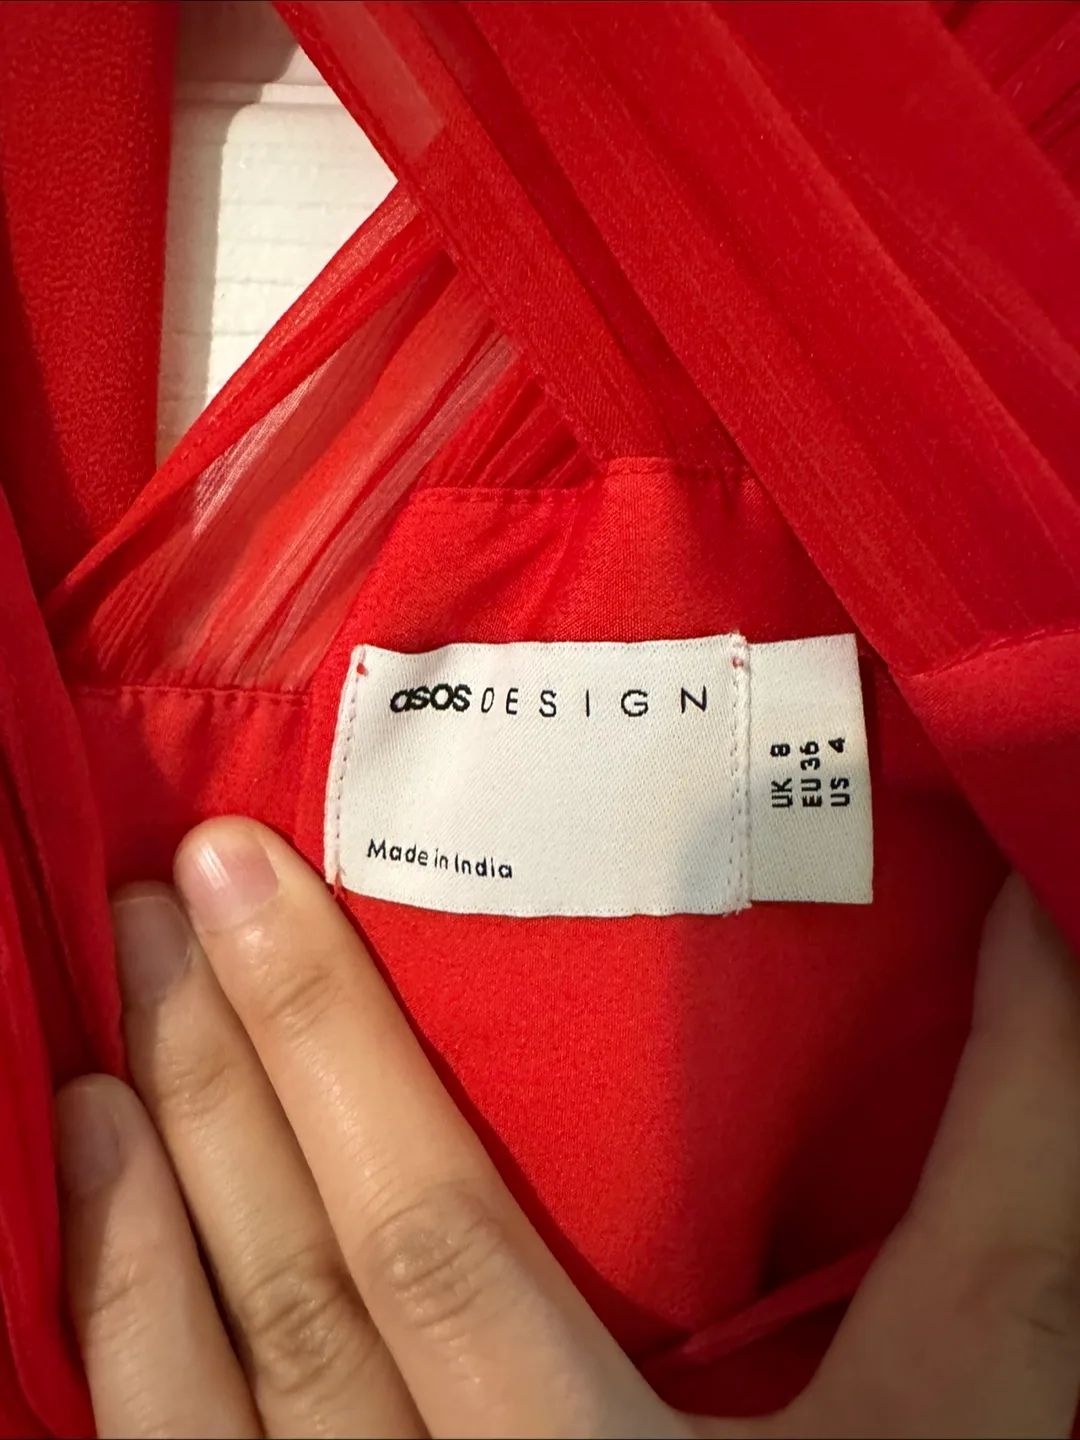 asos DESIGN
Made in India
UK 8
EU 36
US 4